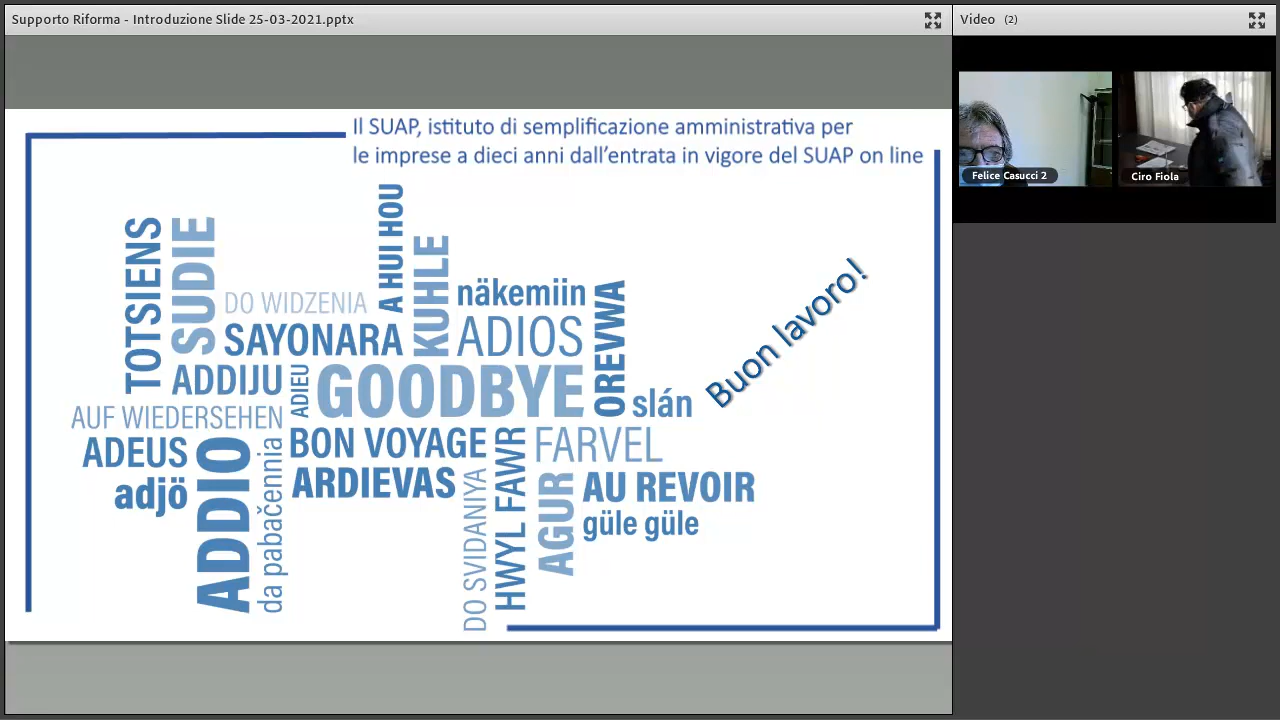 Supporto Riforma - Introduzione Slide 25-03-2021.pptx
Video (2)
Felice Casucci 2
Ciro Fiola
Il SUAP, istituto di semplificazione amministrativa per
le imprese a dieci anni dall'entrata in vigore del SUAP on line
TOTSIENS
SUDIE
A HUI HOU
KUHLE
DO WIDZENIA
näkemiin
OREVWA
SAYONARA
ADIOS
ADDIJU
ADIEU
GOODBYE
slán
Buon lavoro!
AUF WIEDERSEHEN
ADEUS
ADDIO
da pabačennia
BON VOYAGE
HWYL FAWR
FARVEL
adjö
ARDIEVAS
DO SVIDANIYA
AGUR
AU REVOIR
güle güle